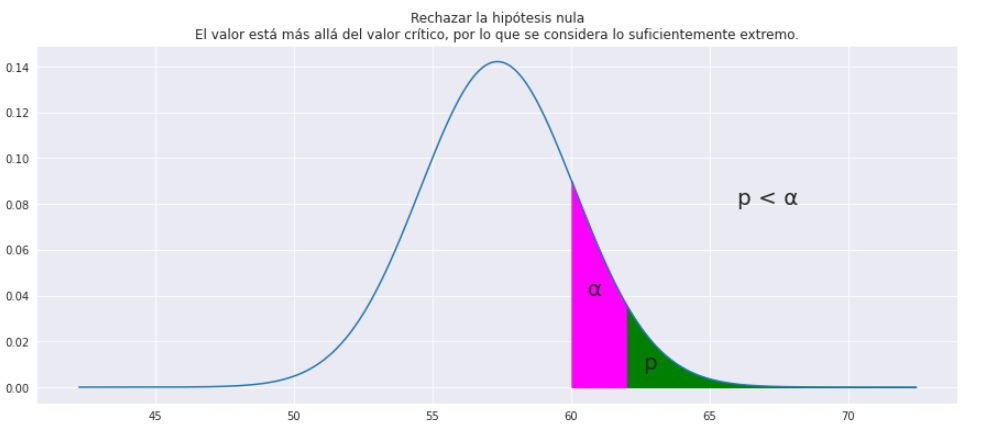 Rechazar la hipótesis nula
El valor está más allá del valor crítico, por lo que se considera lo suficientemente extremo.
0.14
0.12
0.10
0.08
p < α
0.06
0.04
α
0.02
p
0.00
45
50
55
60
65
70